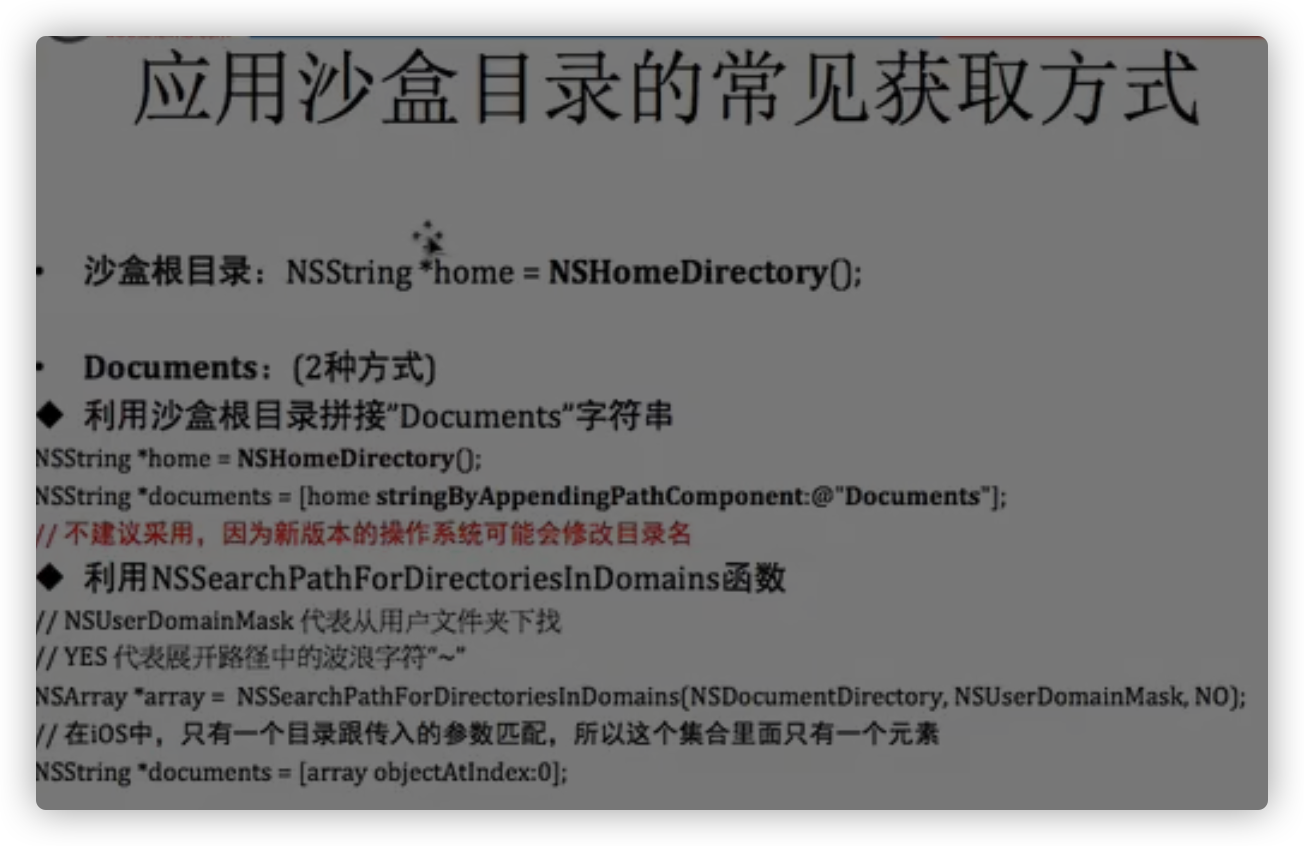 应用沙盒目录的常见获取方式
• 沙盒根目录：NSString *home = NSHomeDirectory();
• Documents：(2种方式)
◆ 利用沙盒根目录拼接”Documents”字符串
NSString *home = NSHomeDirectory();
NSString *documents = [home stringByAppendingPathComponent:@"Documents"];
// 不建议采用，因为新版本的操作系统可能会修改目录名
◆ 利用NSSearchPathForDirectoriesInDomains函数
// NSUserDomainMask 代表从用户文件夹下找
// YES 代表展开路径中的波浪字符“~”
NSArray *array = NSSearchPathForDirectoriesInDomains(NSDocumentDirectory, NSUserDomainMask, NO);
// 在iOS中，只有一个目录跟传入的参数匹配，所以这个集合里面只有一个元素
NSString *documents = [array objectAtIndex:0];